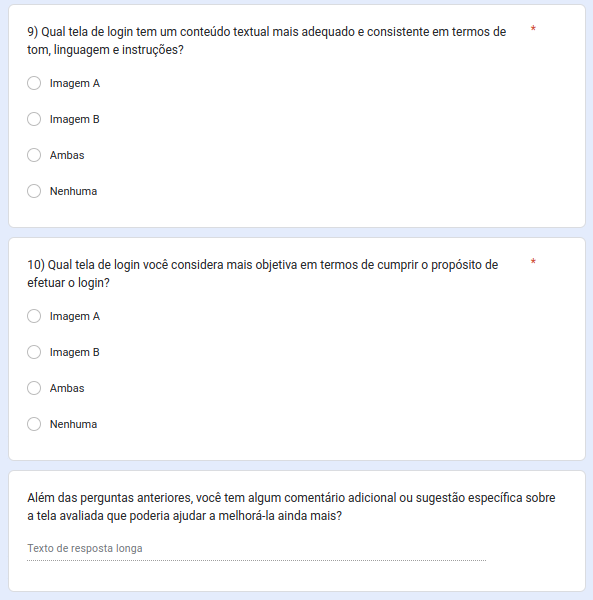 9) Qual tela de login tem um conteúdo textual mais adequado e consistente em termos de *
tom, linguagem e instruções?
Imagem A
Imagem B
Ambas
Nenhuma
10) Qual tela de login você considera mais objetiva em termos de cumprir o propósito de *
efetuar o login?
Imagem A
Imagem B
Ambas
Nenhuma
Além das perguntas anteriores, você tem algum comentário adicional ou sugestão específica sobre
a tela avaliada que poderia ajudar a melhorá-la ainda mais?
Texto de resposta longa